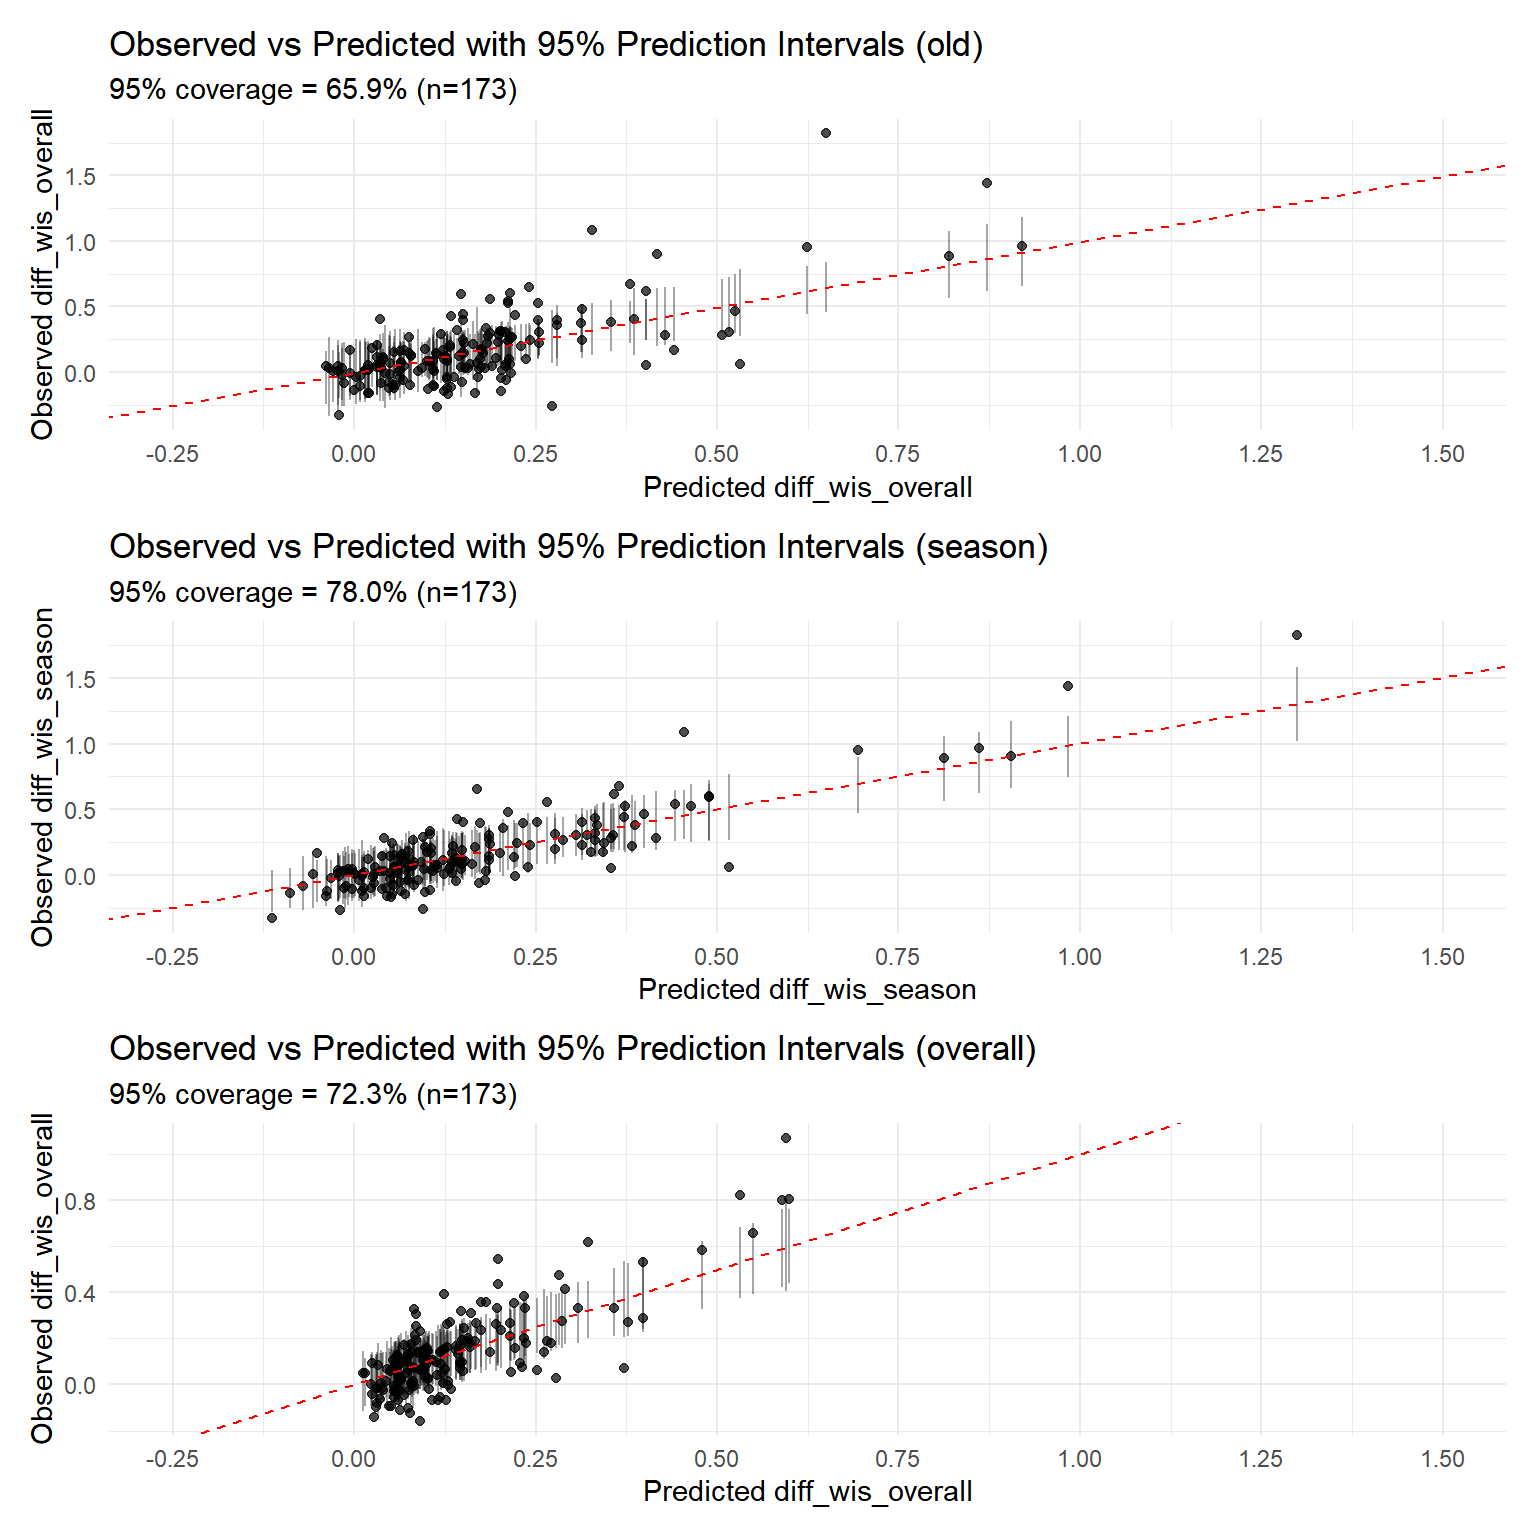 Observed vs Predicted with 95% Prediction Intervals (old)
95% coverage = 65.9% (n=173)
Observed diff_wis_overall
1.5
1.0
0.5
0.0
-0.25 0.00 0.25 0.50 0.75 1.00 1.25 1.50
Predicted diff_wis_overall
Observed vs Predicted with 95% Prediction Intervals (season)
95% coverage = 78.0% (n=173)
Observed diff_wis_season
1.5
1.0
0.5
0.0
-0.25 0.00 0.25 0.50 0.75 1.00 1.25 1.50
Predicted diff_wis_season
Observed vs Predicted with 95% Prediction Intervals (overall)
95% coverage = 72.3% (n=173)
Observed diff_wis_overall
0.8
0.4
0.0
-0.25 0.00 0.25 0.50 0.75 1.00 1.25 1.50
Predicted diff_wis_overall